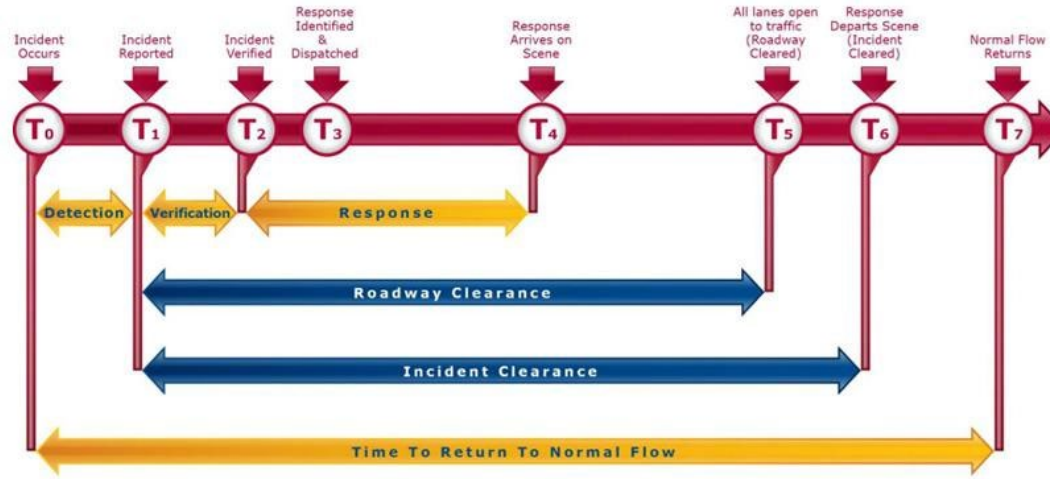 Incident
Occurs
Incident
Reported
Incident
Verified
Response
Identified
&
Dispatched
Response
Arrives on
Scene
All lanes open
to traffic
(Roadway
Cleared)
Response
Departs Scene
(Incident
Cleared)
Normal Flow
Returns
T0
T1
T2
T3
T4
T5
T6
T7
Detection
Verification
Response
Roadway Clearance
Incident Clearance
Time To Return To Normal Flow